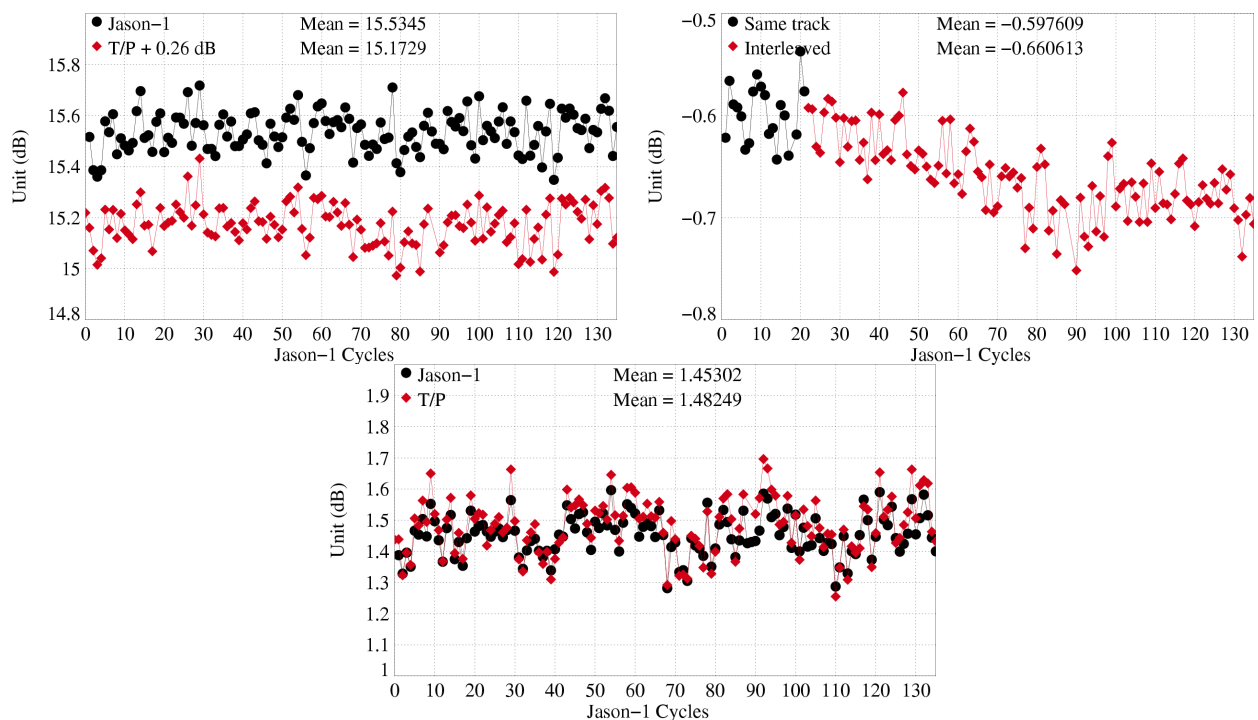 Jason−1 Mean = 15.5345
T/P + 0.26 dB Mean = 15.1729
Unit (dB)
15.8
15.6
15.4
15.2
15
14.8
0 10 20 30 40 50 60 70 80 90 100 110 120 130
Jason−1 Cycles
Same track Mean = −0.597609
Interleaved Mean = −0.660613
Unit (dB)
−0.5
−0.6
−0.7
−0.8
0 10 20 30 40 50 60 70 80 90 100 110 120 130
Jason−1 Cycles
Jason−1 Mean = 1.45302
T/P Mean = 1.48249
Unit (dB)
1.9
1.8
1.7
1.6
1.5
1.4
1.3
1.2
1.1
1
0 10 20 30 40 50 60 70 80 90 100 110 120 130
Jason−1 Cycles